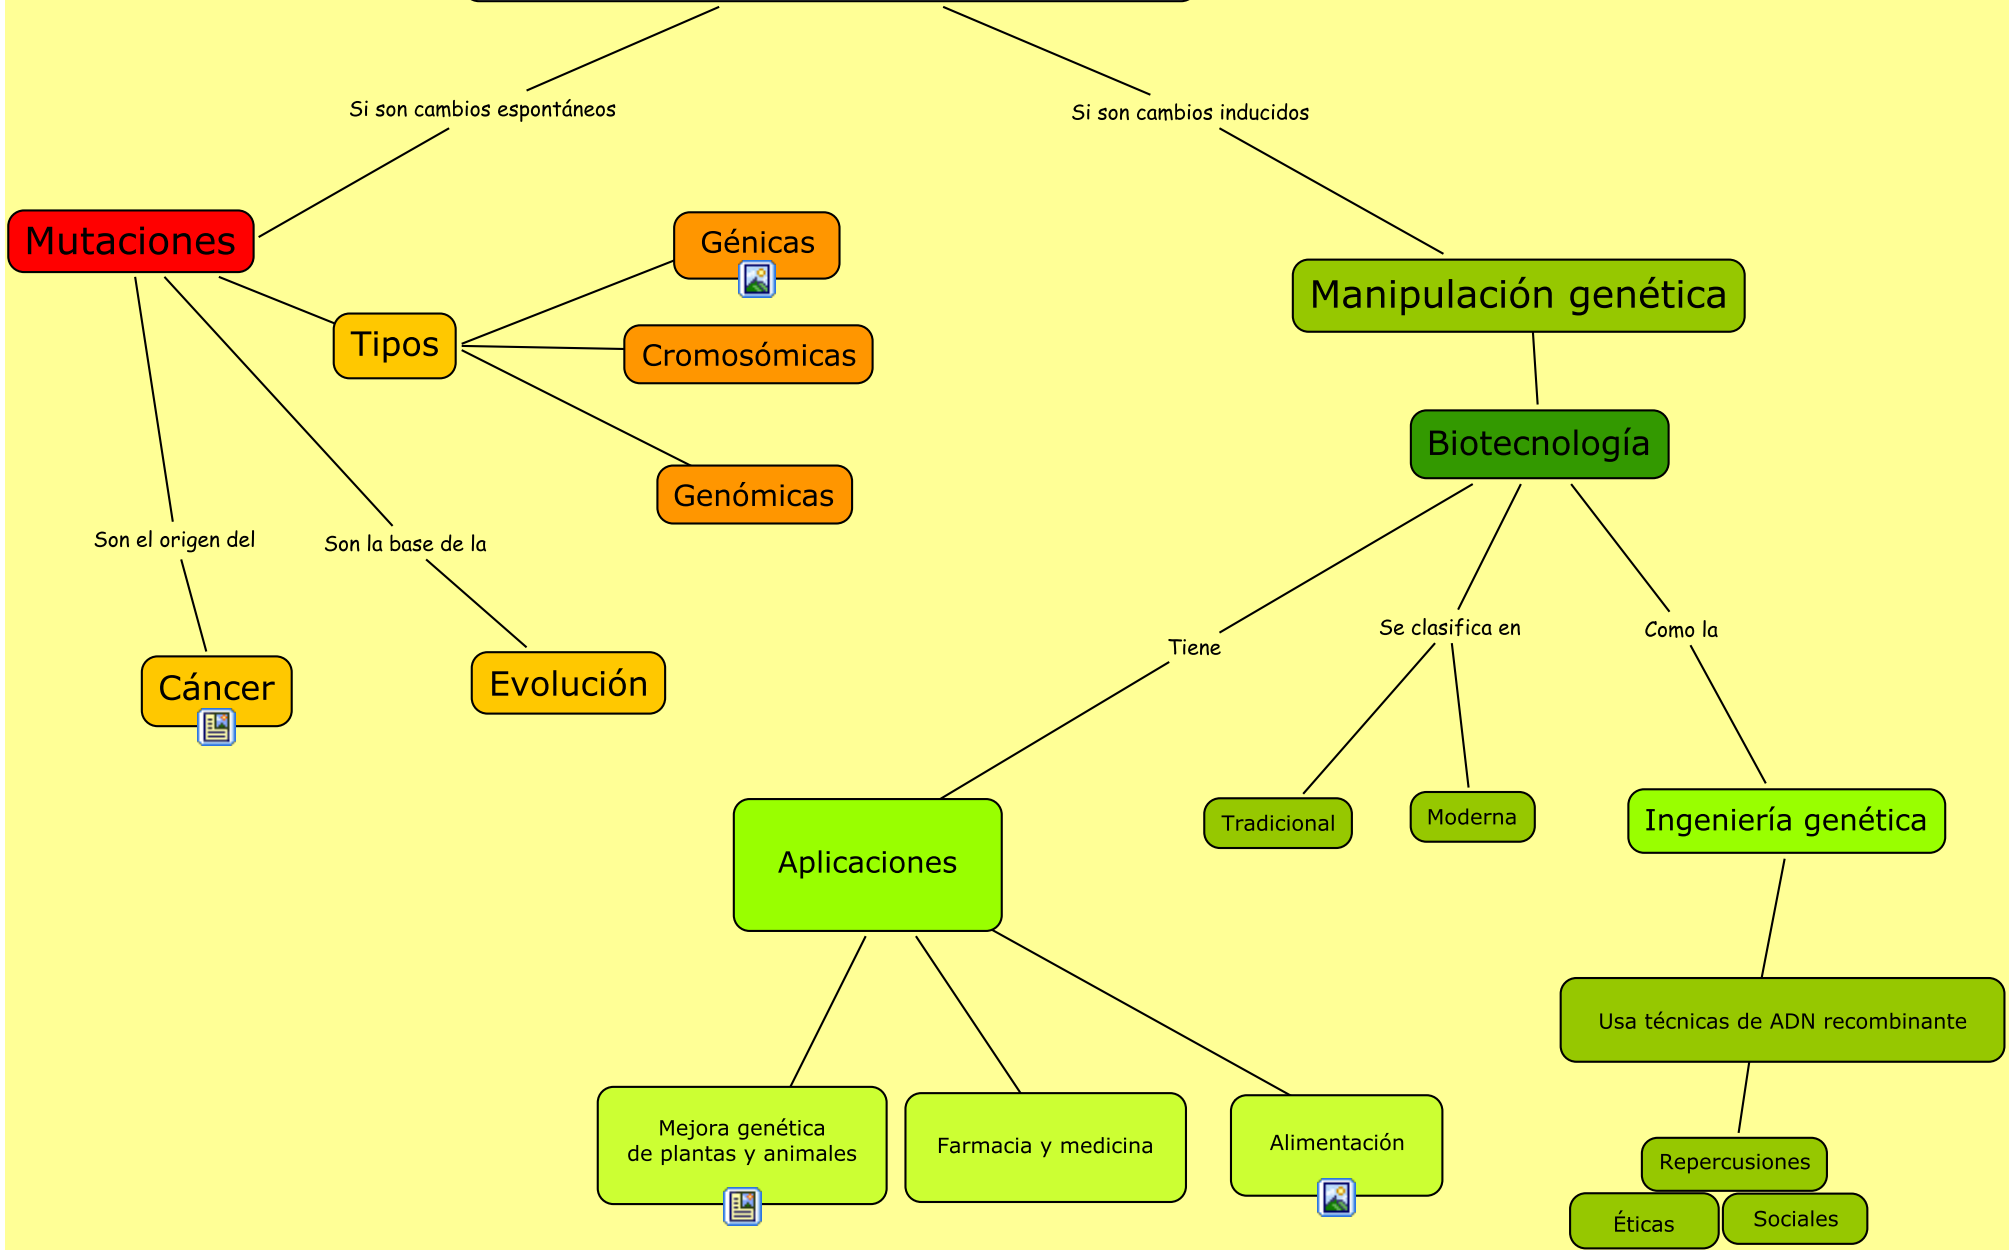 Si son cambios espontáneos
Si son cambios inducidos
Mutaciones
Génicas
Manipulación genética
Tipos
Cromosómicas
Biotecnología
Genómicas
Son el origen del
Son la base de la
Tiene
Se clasifica en
Como la
Cáncer
Evolución
Aplicaciones
Tradicional
Moderna
Ingeniería genética
Usa técnicas de ADN recombinante
Mejora genética
de plantas y animales
Farmacia y medicina
Alimentación
Repercusiones
Éticas
Sociales